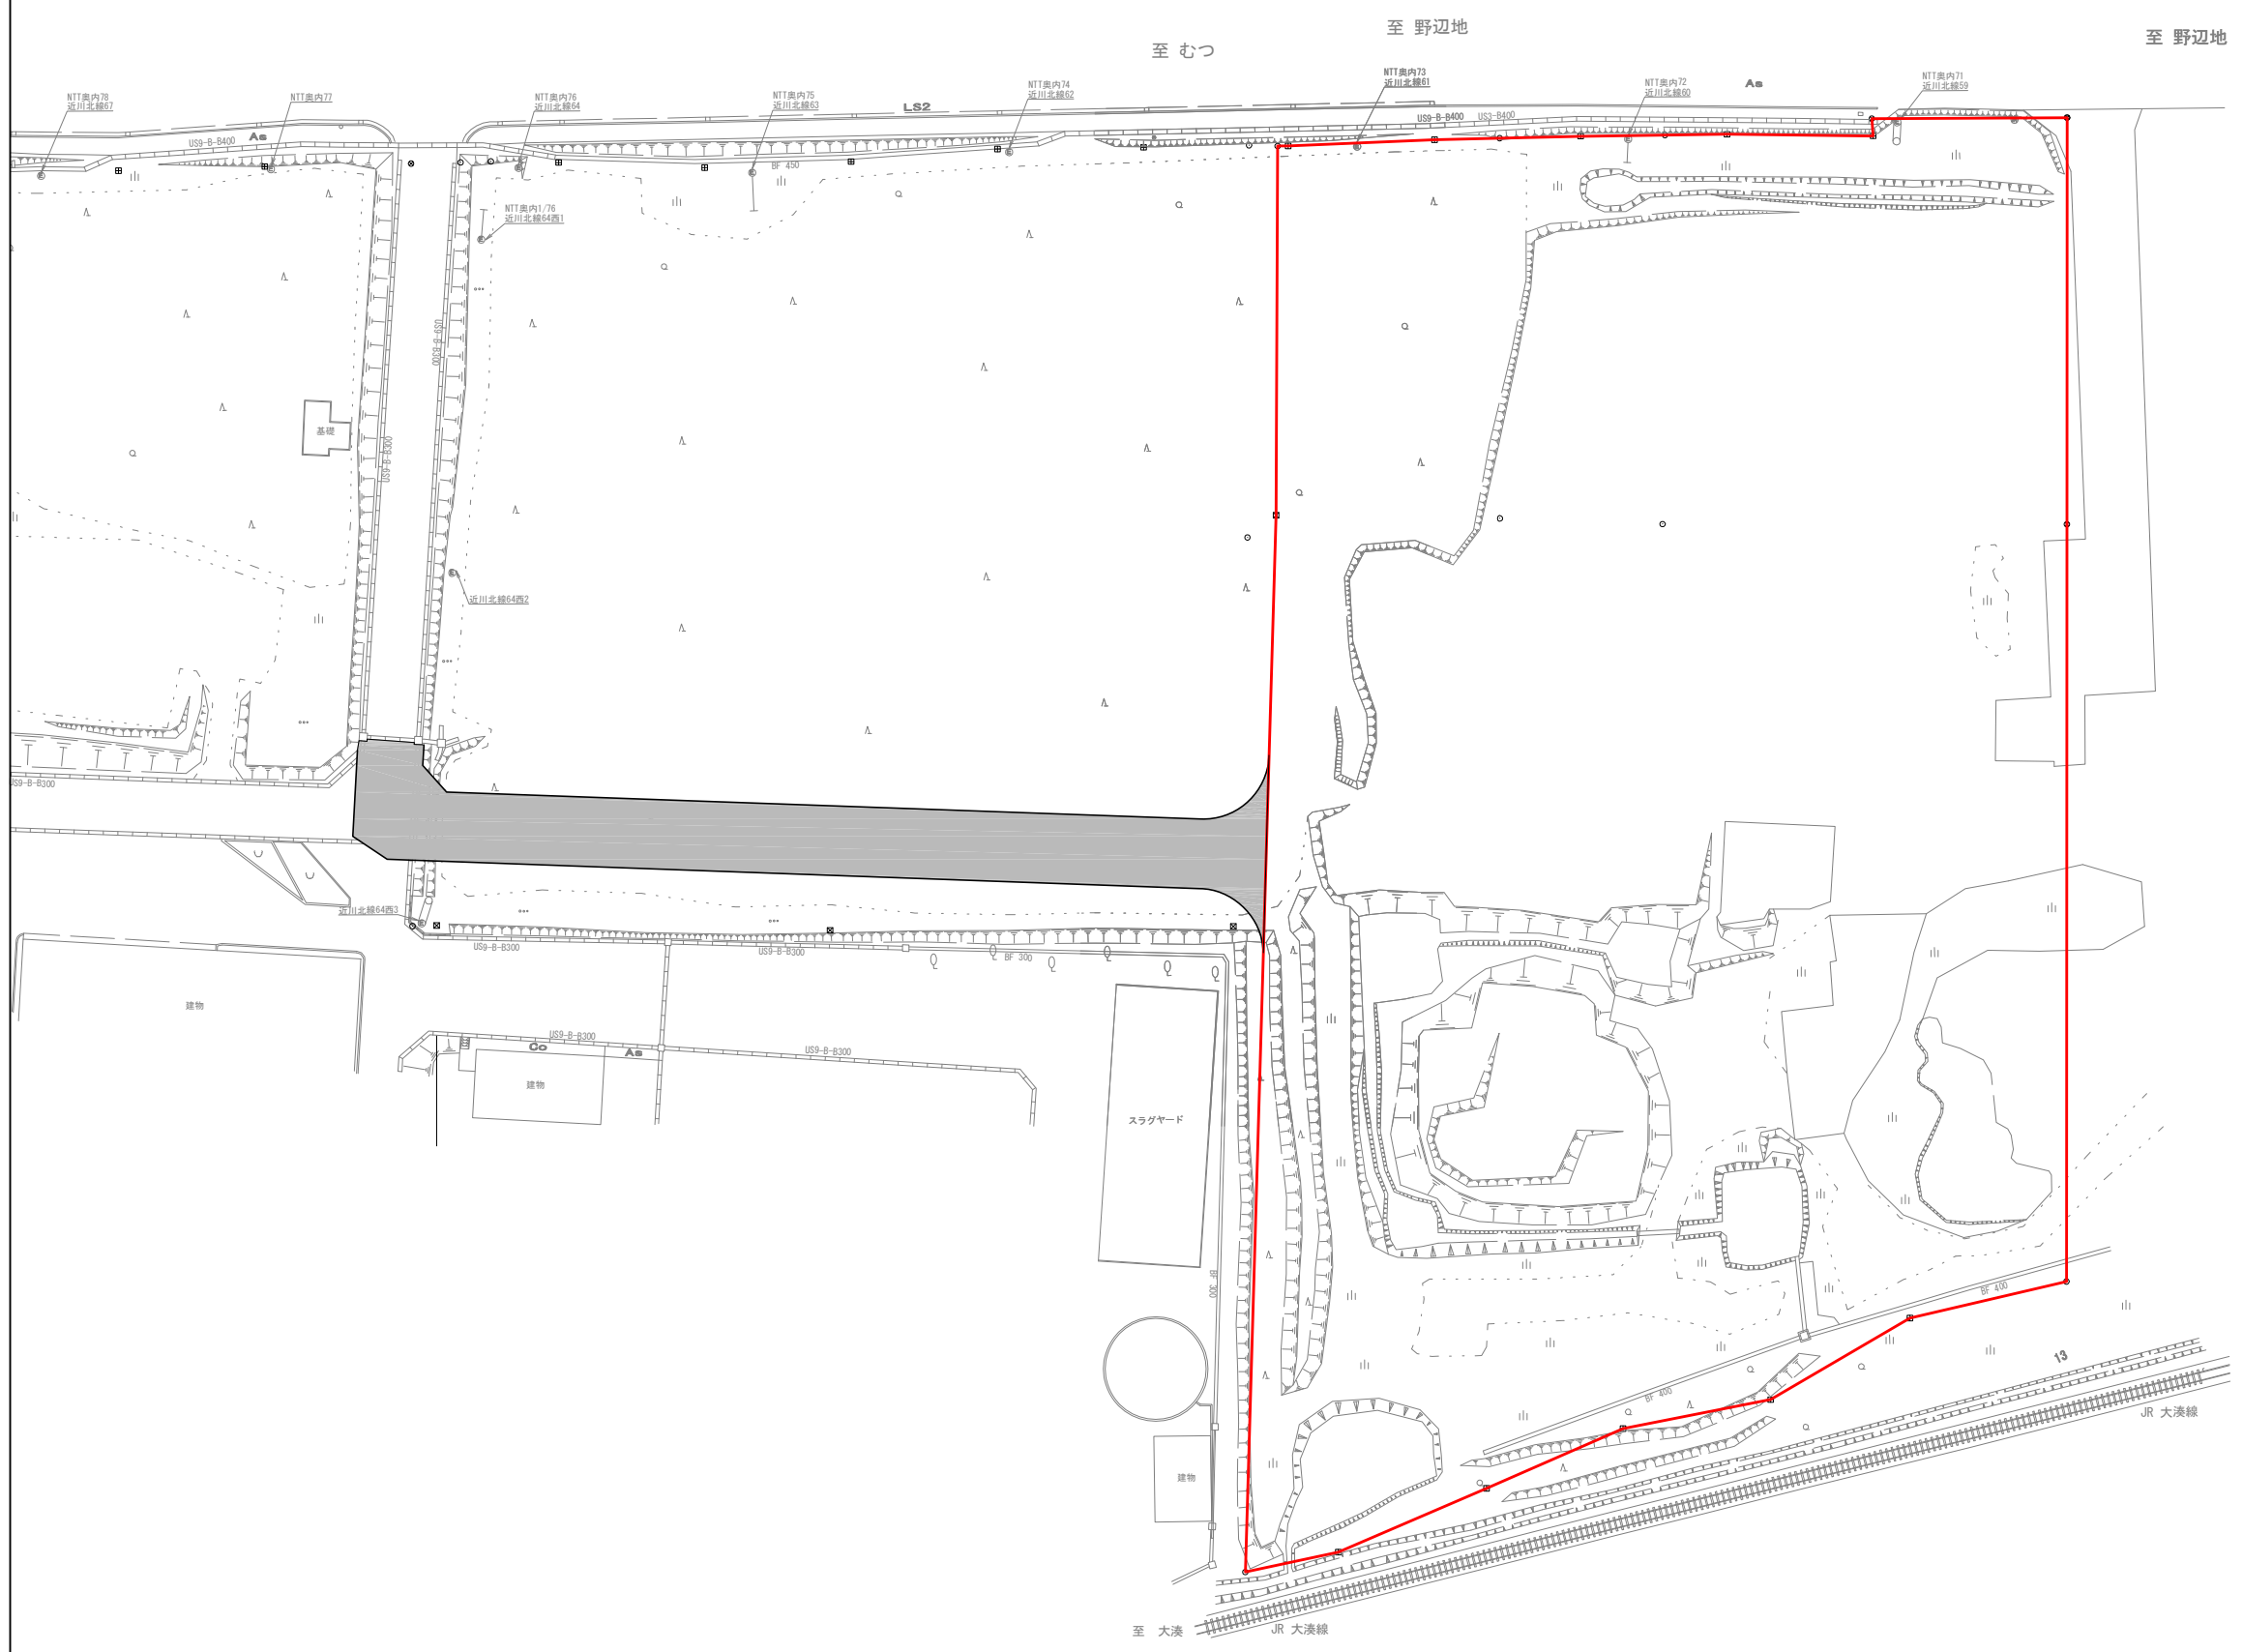 至 野辺地
至 野辺地
至 むつ
NTT奥内78
近川北線67
NTT奥内77
NTT奥内76
近川北線64
NTT奥内75
近川北線63
NTT奥内74
近川北線62
NTT奥内73
近川北線61
NTT奥内72
近川北線60
As
NTT奥内71
近川北線59
LS2
As
US9-B-B400
US9-B-B400
US3-B400
BF 450
NTT奥内1/76
近川北線64西1
US9-B-B300
基礎
US9-B-B300
近川北線64西2
US9-B-B300
近川北線64西3
US9-B-B300
US9-B-B300
BF 300
建物
US9-B-B300
Co
As
US9-B-B300
建物
スラグヤード
BF 300
BF 400
13
BF 400
JR 大湊線
建物
至 大湊
JR 大湊線